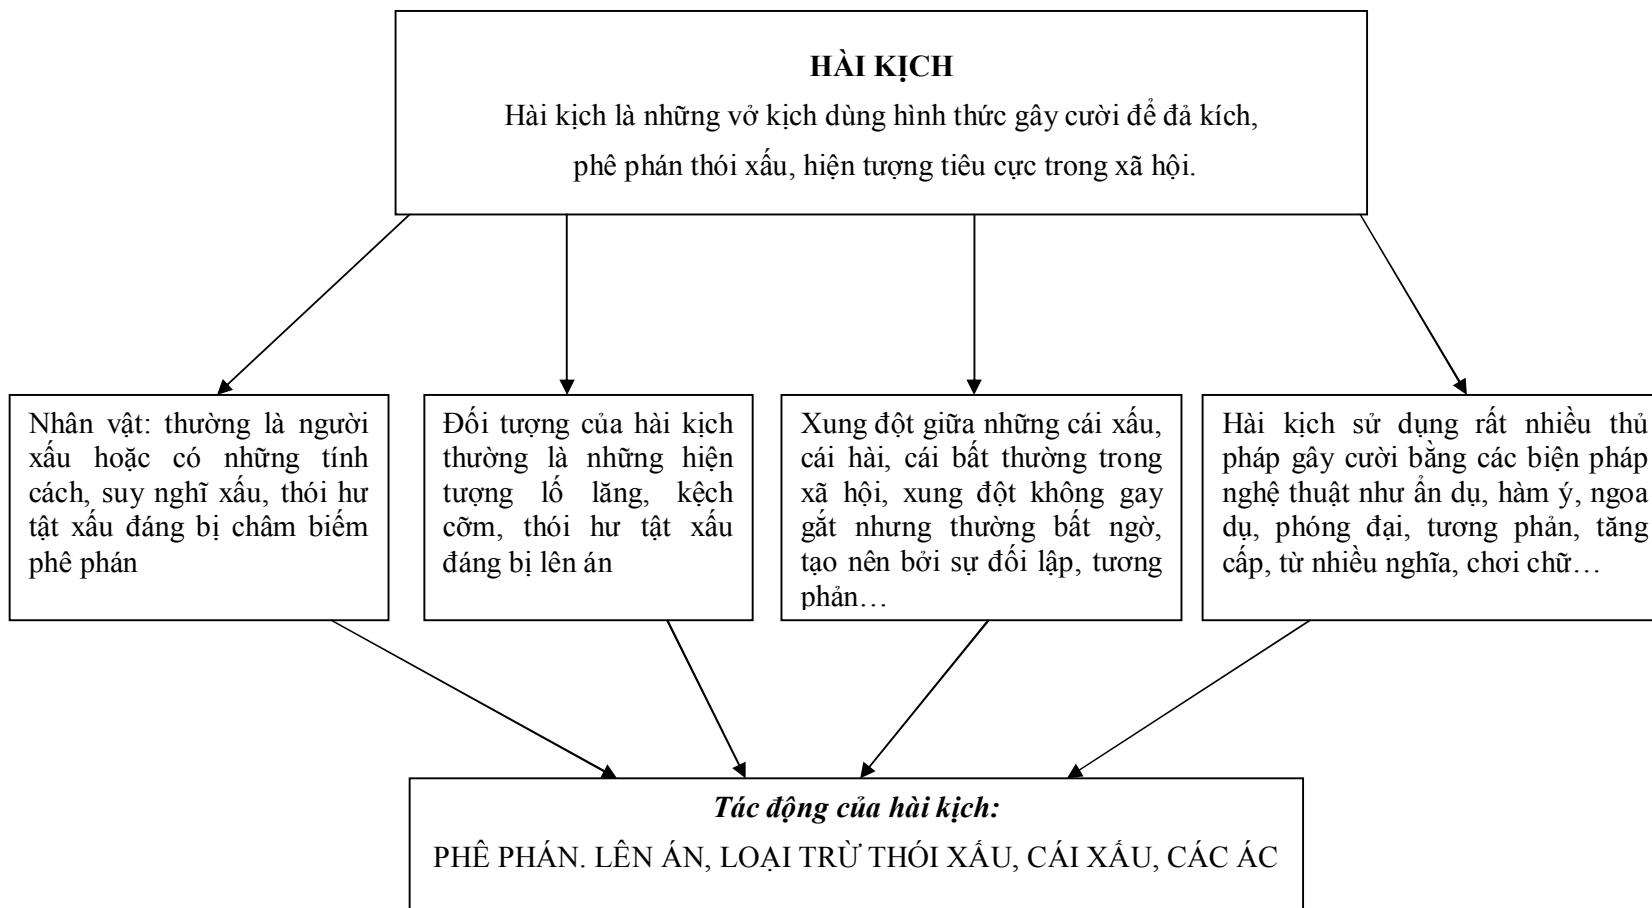 HÀI KỊCH
Hài kịch là những vở kịch dùng hình thức gây cười để đả kích,
phê phán thói xấu, hiện tượng tiêu cực trong xã hội.
Nhân vật: thường là người
xấu hoặc có những tính
cách, suy nghĩ xấu, thói hư
tật xấu đáng bị châm biếm
phê phán
Đối tượng của hài kịch
thường là những hiện
tượng lố lăng, kệch
cỡm, thói hư tật xấu
đáng bị lên án
Xung đột giữa những cái xấu,
cái hài, cái bất thường trong
xã hội, xung đột không gay
gắt nhưng thường bất ngờ,
tạo nên bởi sự đối lập, tương
phản…
Hài kịch sử dụng rất nhiều thủ
pháp gây cười bằng các biện pháp
nghệ thuật như ẩn dụ, hàm ý, ngoa
dụ, phóng đại, tương phản, tăng
cấp, từ nhiều nghĩa, chơi chữ…
Tác động của hài kịch:
PHÊ PHÁN. LÊN ÁN, LOẠI TRỪ THÓI XẤU, CÁI XẤU, CÁC ÁC